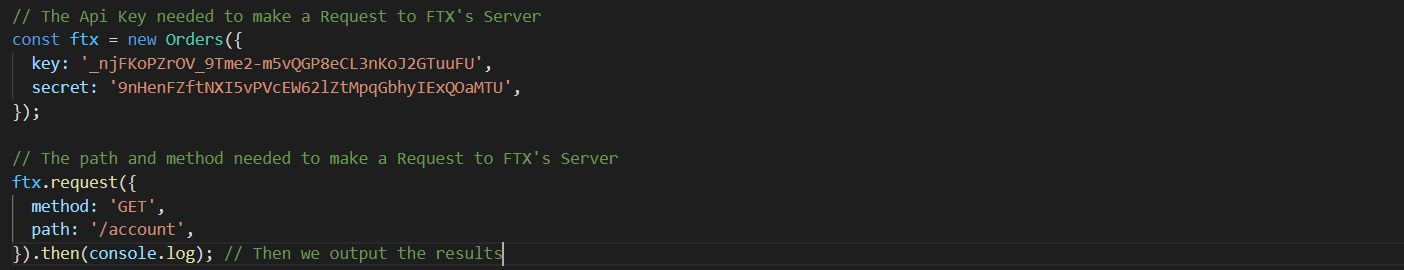 // The Api Key needed to make a Request to FTX's Server
const ftx = new Orders({
  key: '_njFKoPZrOV_9Tme2-m5vQGP8eCL3nKoJ2GTuuFU',
  secret: '9nHenFZftNXI5vPVcEW62lZtMpqGbhyIExQOaMTU',
});

// The path and method needed to make a Request to FTX's Server
ftx.request({
  method: 'GET',
  path: '/account',
}).then(console.log); // Then we output the results